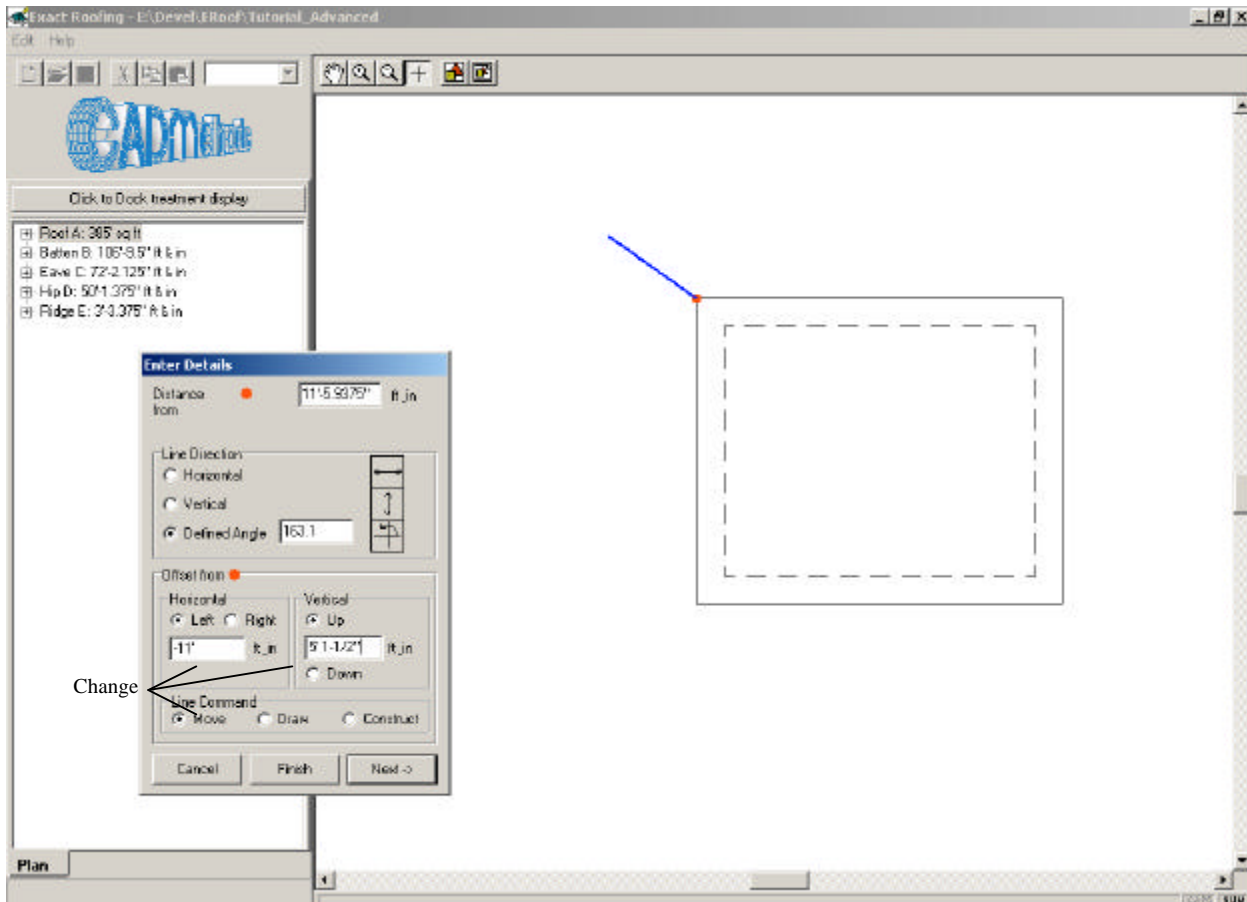 Exact Roofing - E:\Devel\ERoof\Tutorial_Advanced
Edit Help
CADMethods
Click to Dock treatment display
Roof A: 385' sq ft
Batten B: 106'-9.5" ft & in
Eave C: 72'-2.125" ft & in
Hip D: 50'-1.375" ft & in
Ridge E: 3'-3.375" ft & in
Enter Details
Distance from
11'-5.9375" ft_in
Line Direction
Horizontal
Vertical
Defined Angle 163.1
Offset from
Horizontal Vertical
Left Right Up
-11' ft_in 5'1-1/2" ft_in
Down
Change
Line Command
Move Draw Construct
Cancel Finish Next ->
Plan